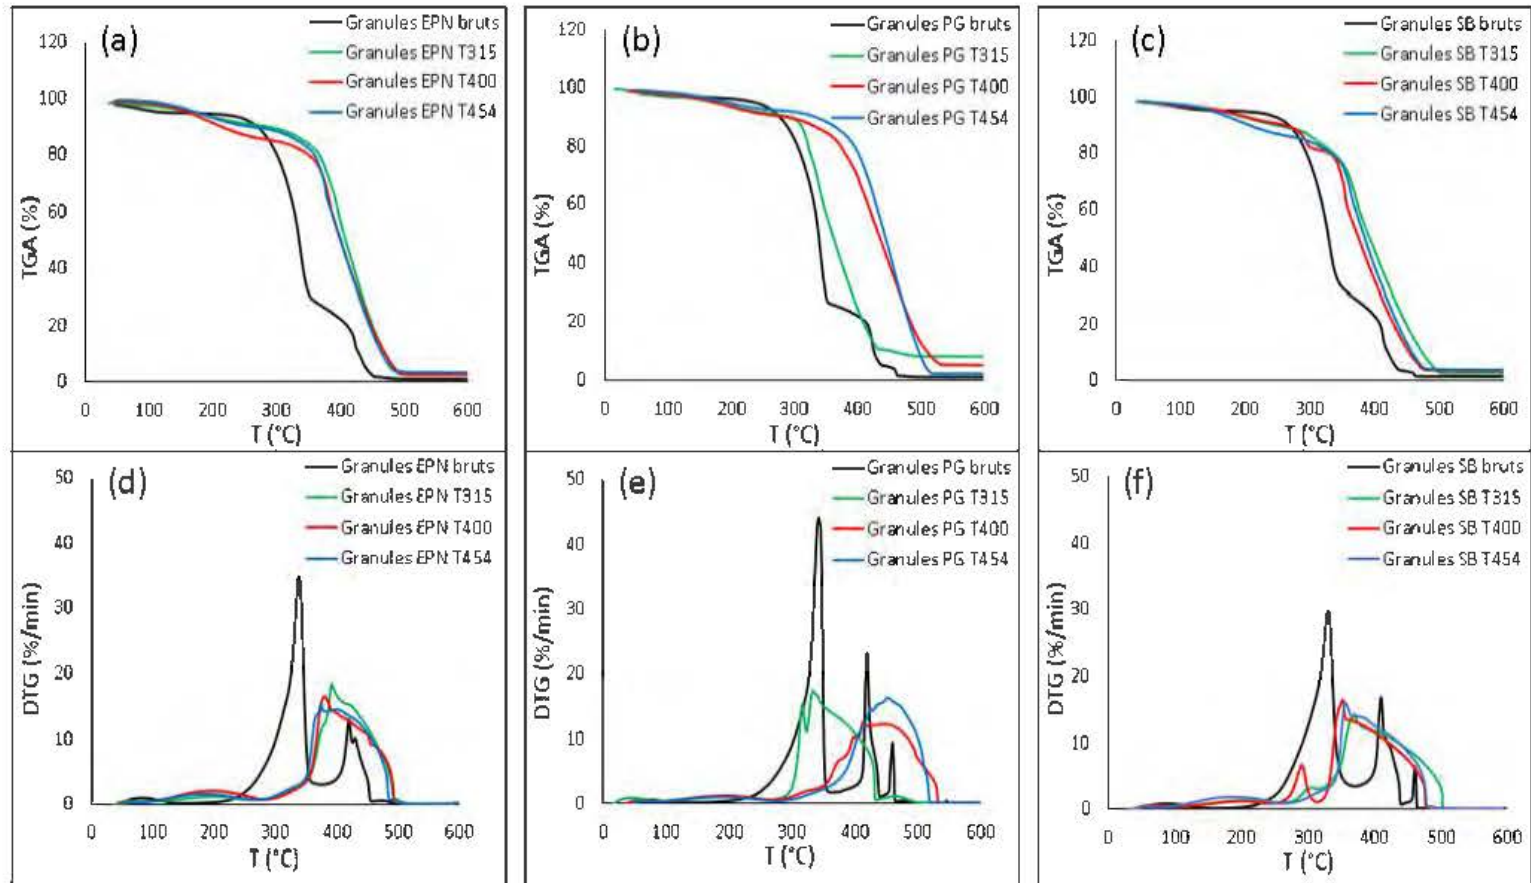 (a)
Granules EPN bruts
Granules EPN T315
Granules EPN T400
Granules EPN T454
120
100
80
60
40
20
0
TGA (%)
0 100 200 300 400 500 600
T (°C)
(b)
Granules PG bruts
Granules PG T315
Granules PG T400
Granules PG T454
120
100
80
60
40
20
0
TGA (%)
0 100 200 300 400 500 600
T (°C)
(c)
Granules SB bruts
Granules SB T315
Granules SB T400
Granules SB T454
120
100
80
60
40
20
0
TGA (%)
0 100 200 300 400 500 600
T (°C)
(d)
Granules EPN bruts
Granules EPN T315
Granules EPN T400
Granules EPN T454
50
40
30
20
10
0
DTG (%/min)
0 100 200 300 400 500 600
T (°C)
(e)
Granules PG bruts
Granules PG T315
Granules PG T400
Granules PG T454
50
40
30
20
10
0
DTG (%/min)
0 100 200 300 400 500 600
T (°C)
(f)
Granules SB bruts
Granules SB T315
Granules SB T400
Granules SB T454
50
40
30
20
10
0
DTG (%/min)
0 100 200 300 400 500 600
T (°C)